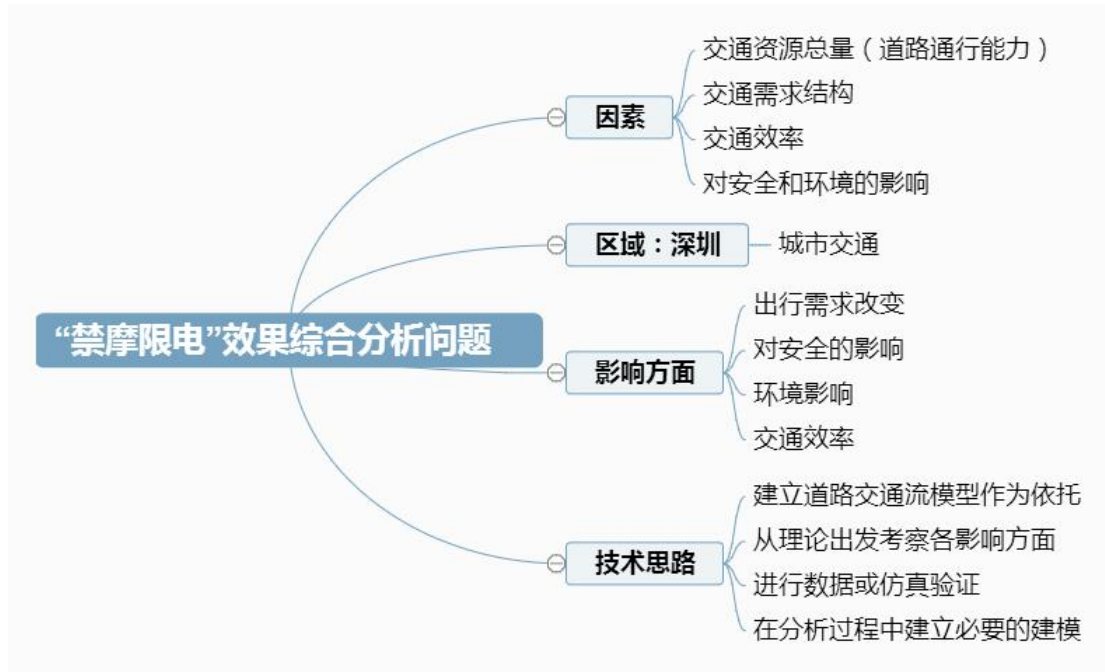 “禁摩限电”效果综合分析问题
因素
交通资源总量（道路通行能力）
交通需求结构
交通效率
对安全和环境的影响
区域：深圳
城市交通
影响方面
出行需求改变
对安全的影响
环境影响
交通效率
技术思路
建立道路交通流模型作为依托
从理论出发考察各影响方面
进行数据或仿真验证
在分析过程中建立必要的建模